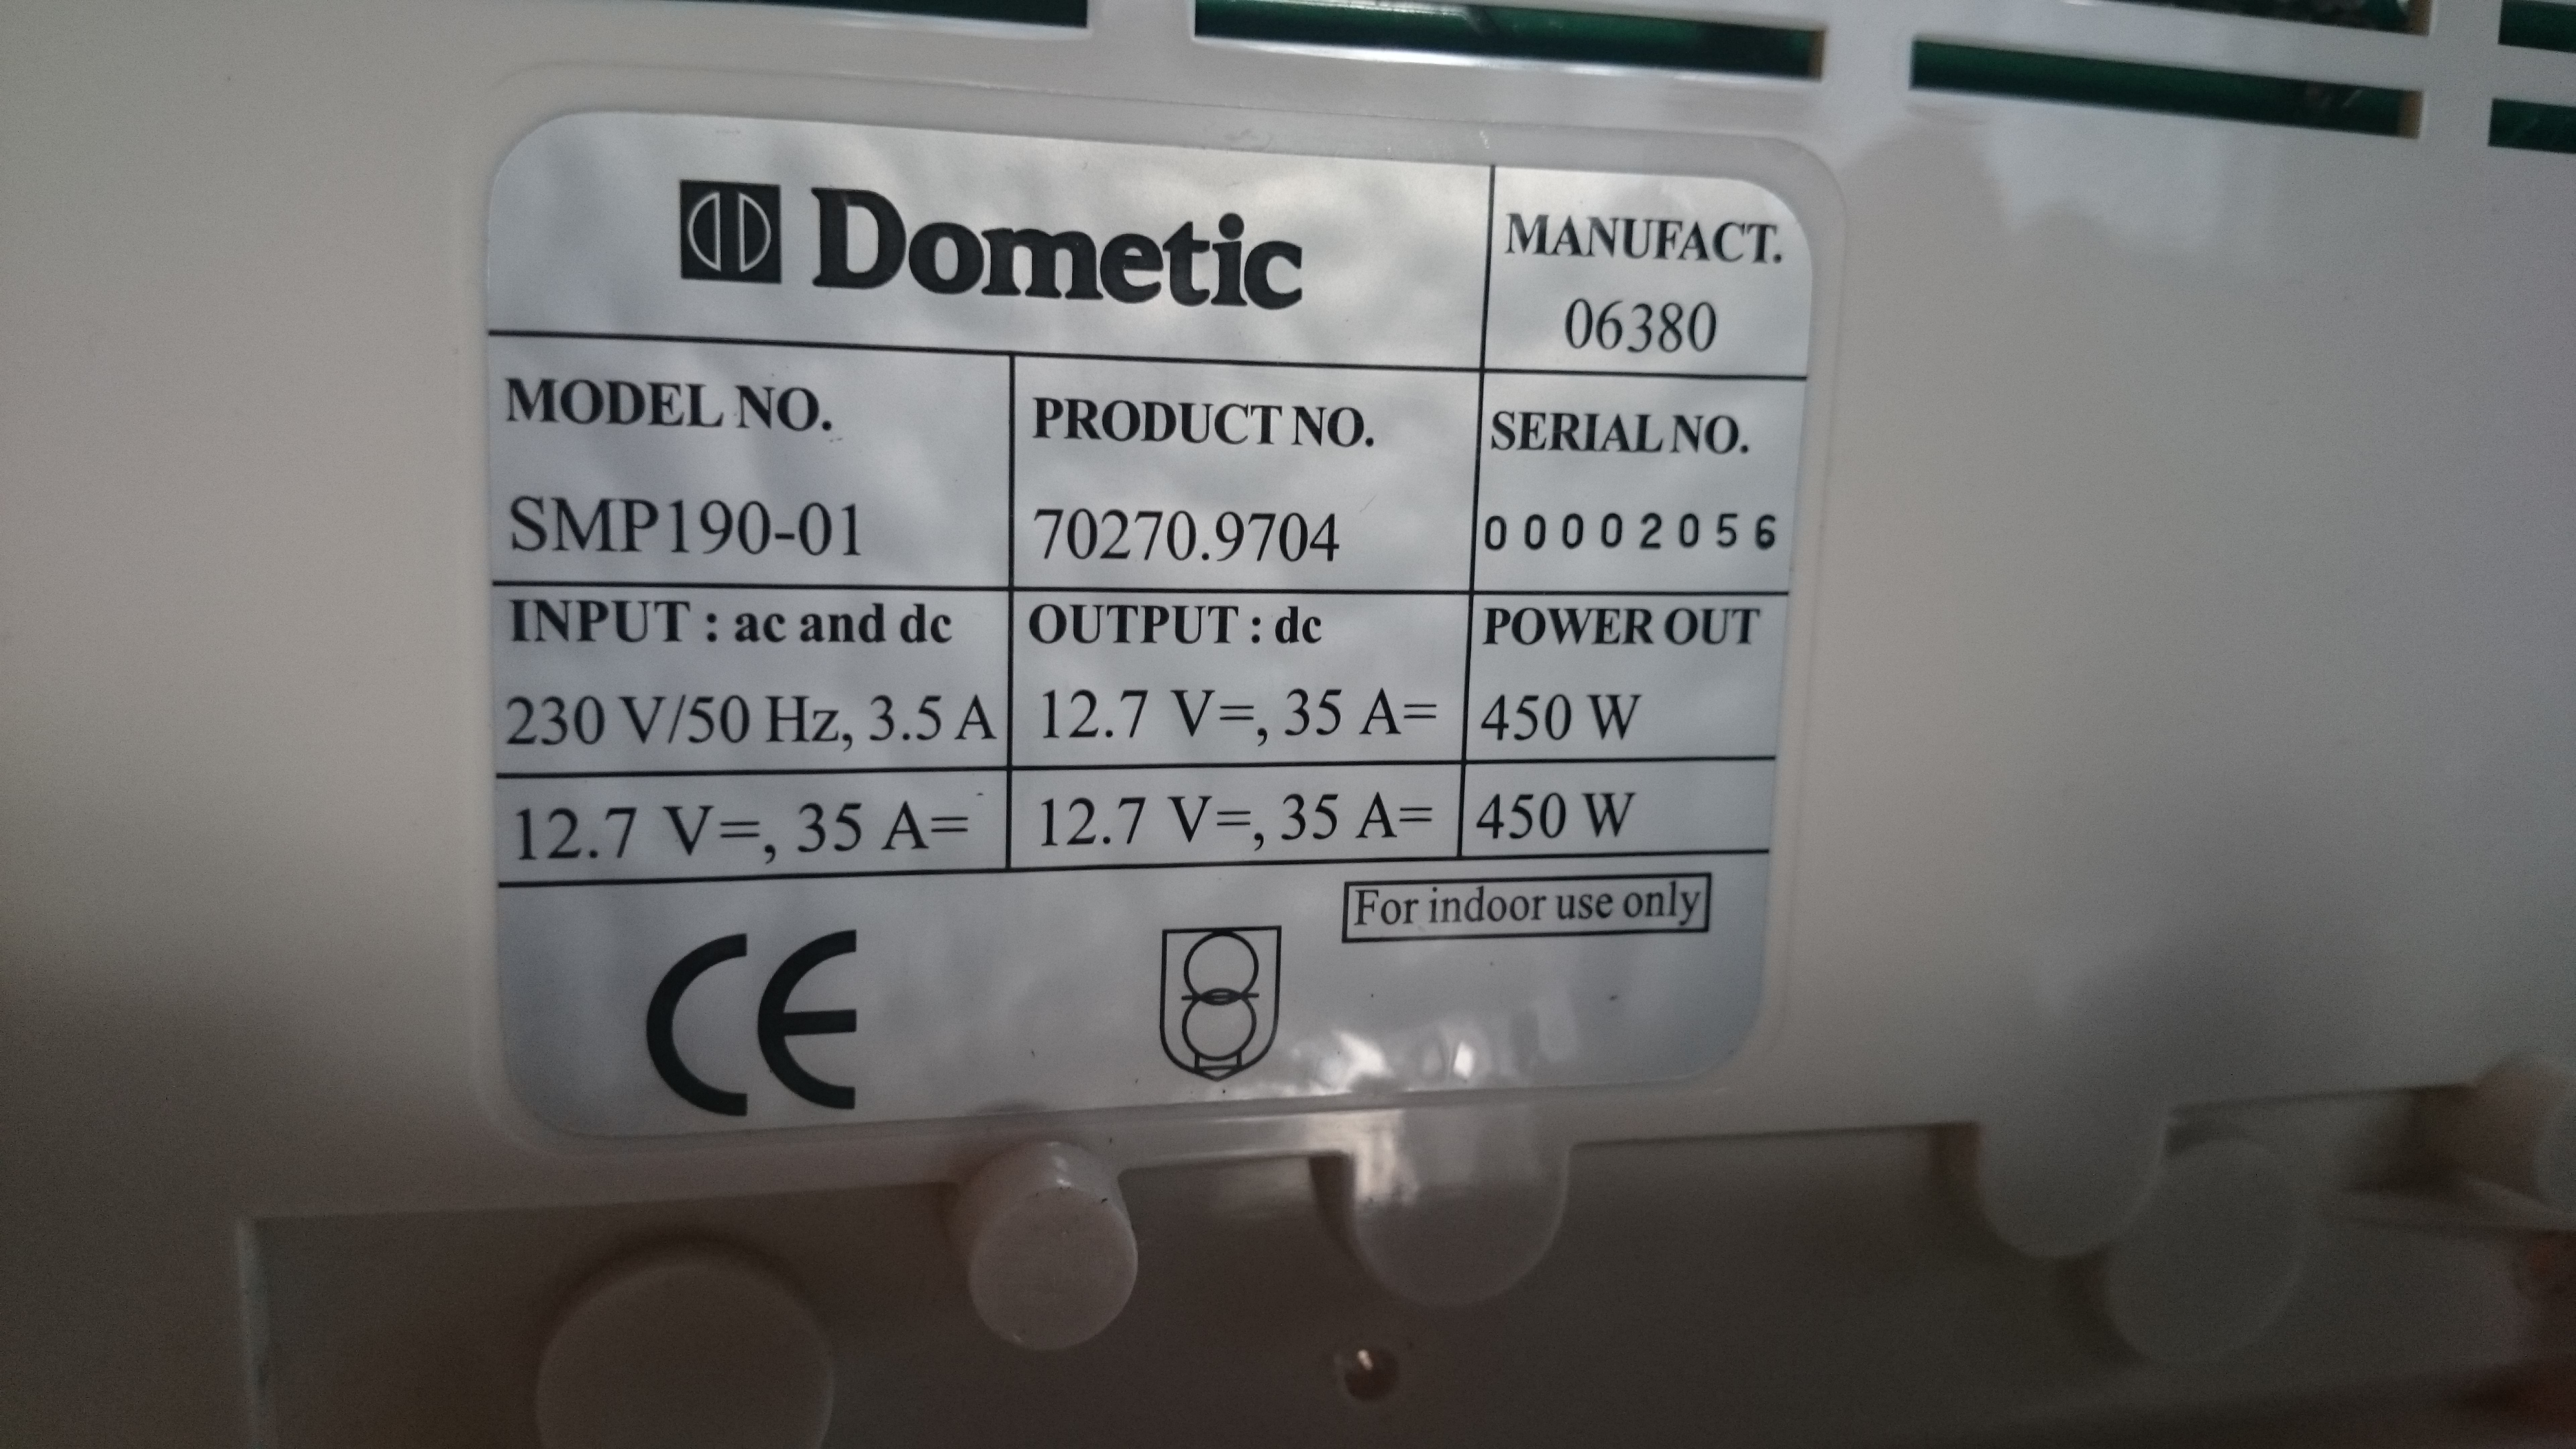 Dometic
MANUFACT.
06380
MODEL NO.
PRODUCT NO.
SERIAL NO.
SMP190-01
70270.9704
00002056
INPUT : ac and dc
OUTPUT : dc
POWER OUT
230 V/50 Hz, 3.5 A
12.7 V=, 35 A=
450 W
12.7 V=, 35 A=
12.7 V=, 35 A=
450 W
For indoor use only
CE